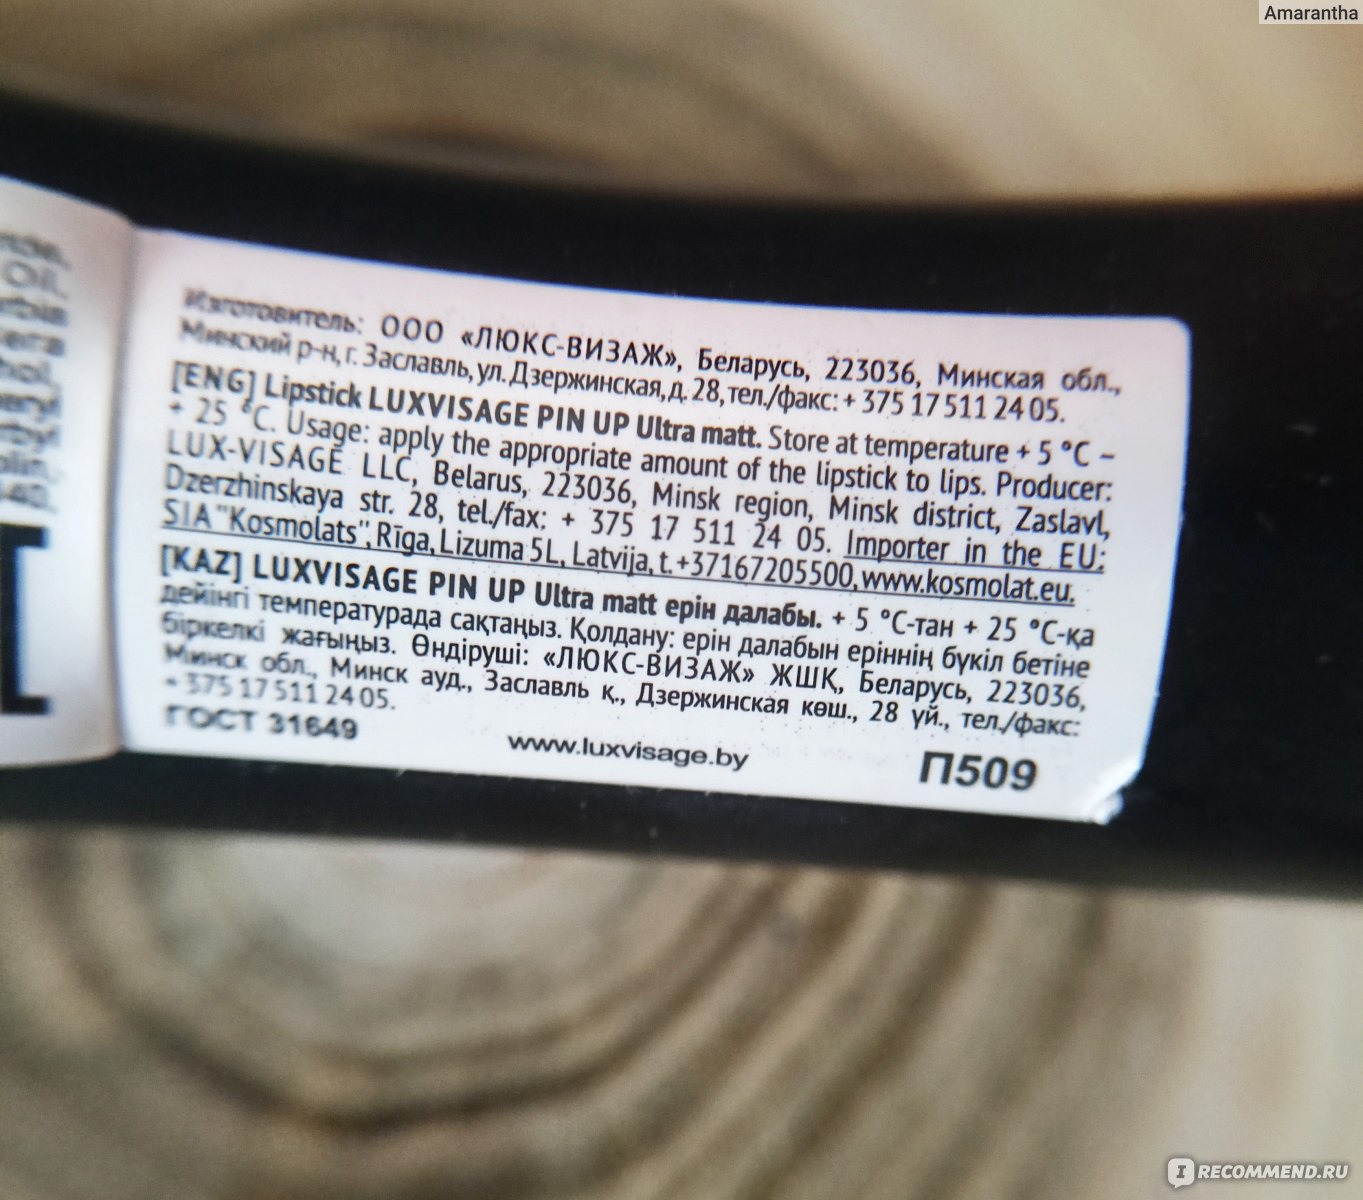 Amarantha
Изготовитель: ООО «ЛЮКС-ВИЗАЖ», Беларусь, 223036, Минская обл.,
Минский р-н, г. Заславль, ул. Дзержинская, д. 28, тел./факс: + 375 17 511 24 05.
[ENG] Lipstick LUXVISAGE PIN UP Ultra matt. Store at temperature + 5 °C –
+ 25 °C. Usage: apply the appropriate amount of the lipstick to lips. Producer:
LUX-VISAGE LLC, Belarus, 223036, Minsk region, Minsk district, Zaslavl,
Dzerzhinskaya str. 28, tel./fax: + 375 17 511 24 05. Importer in the EU:
SIA "Kosmolats", Rīga, Lizuma 5L, Latvija, t.+37167205500, www.kosmolat.eu.
[KAZ] LUXVISAGE PIN UP Ultra matt ерін далабы. + 5 °C-тан + 25 °C-қа
дейінгі температурада сақтаңыз. Қолдану: ерін далабын еріннің бүкіл бетіне
біркелкі жағыңыз. Өндіруші: «ЛЮКС-ВИЗАЖ» ЖШҚ, Беларусь, 223036,
Минск обл., Минск ауд., Заславль қ., Дзержинская көш., 28 үй., тел./факс:
+ 375 17 511 24 05.
ГОСТ 31649
www.luxvisage.by
П509
IRECOMMEND.RU